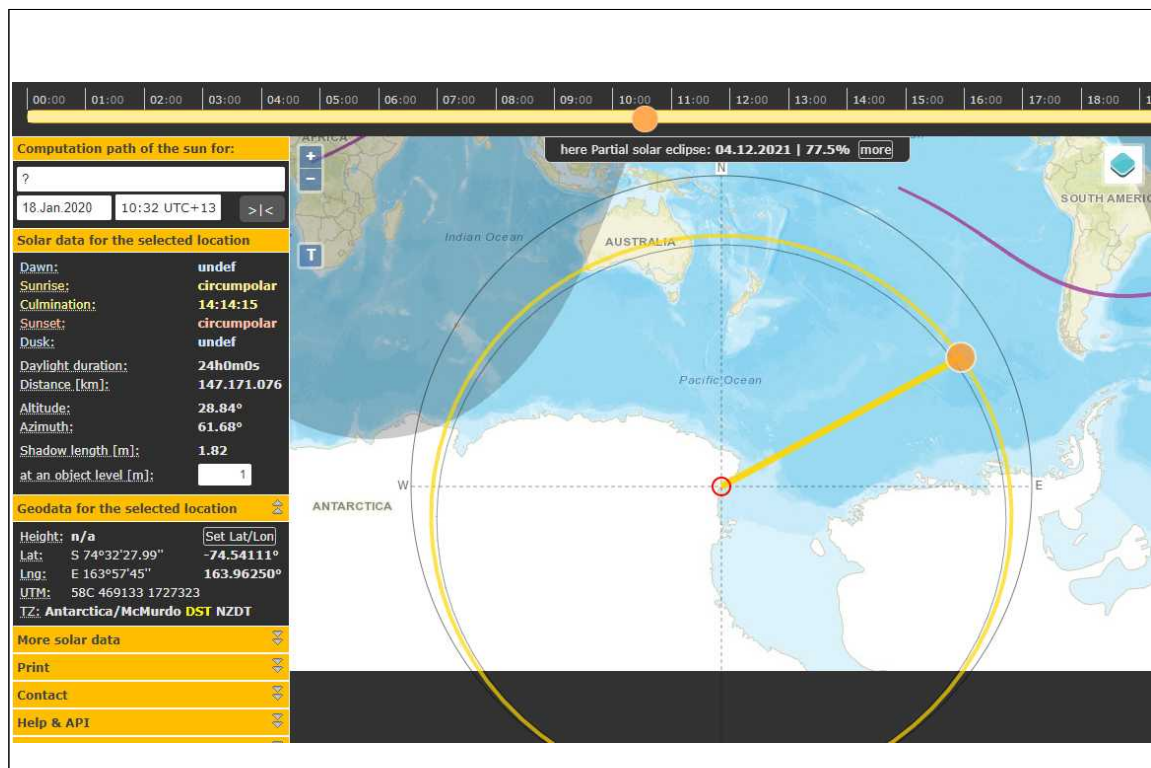 00:00 01:00 02:00 03:00 04:00 05:00 06:00 07:00 08:00 09:00 10:00 11:00 12:00 13:00 14:00 15:00 16:00 17:00 18:00 1
Computation path of the sun for:
?
18.Jan.2020 10:32 UTC+13 >|<
Solar data for the selected location
Dawn: undef
Sunrise: circumpolar
Culmination: 14:14:15
Sunset: circumpolar
Dusk: undef
Daylight duration: 24h0m0s
Distance [km]: 147.171.076
Altitude: 28.84°
Azimuth: 61.68°
Shadow length [m]: 1.82
at an object level [m]: 1
Geodata for the selected location
Height: n/a Set Lat/Lon
Lat: S 74°32'27.99'' -74.54111°
Lng: E 163°57'45'' 163.96250°
UTM: 58C 469133 1727323
TZ: Antarctica/McMurdo DST NZDT
More solar data
Print
Contact
Help & API
AFRICA
+
−
T
here Partial solar eclipse: 04.12.2021 | 77.5% more
N
SOUTH AMERIC
Indian Ocean
AUSTRALIA
Pacific Ocean
W
E
ANTARCTICA